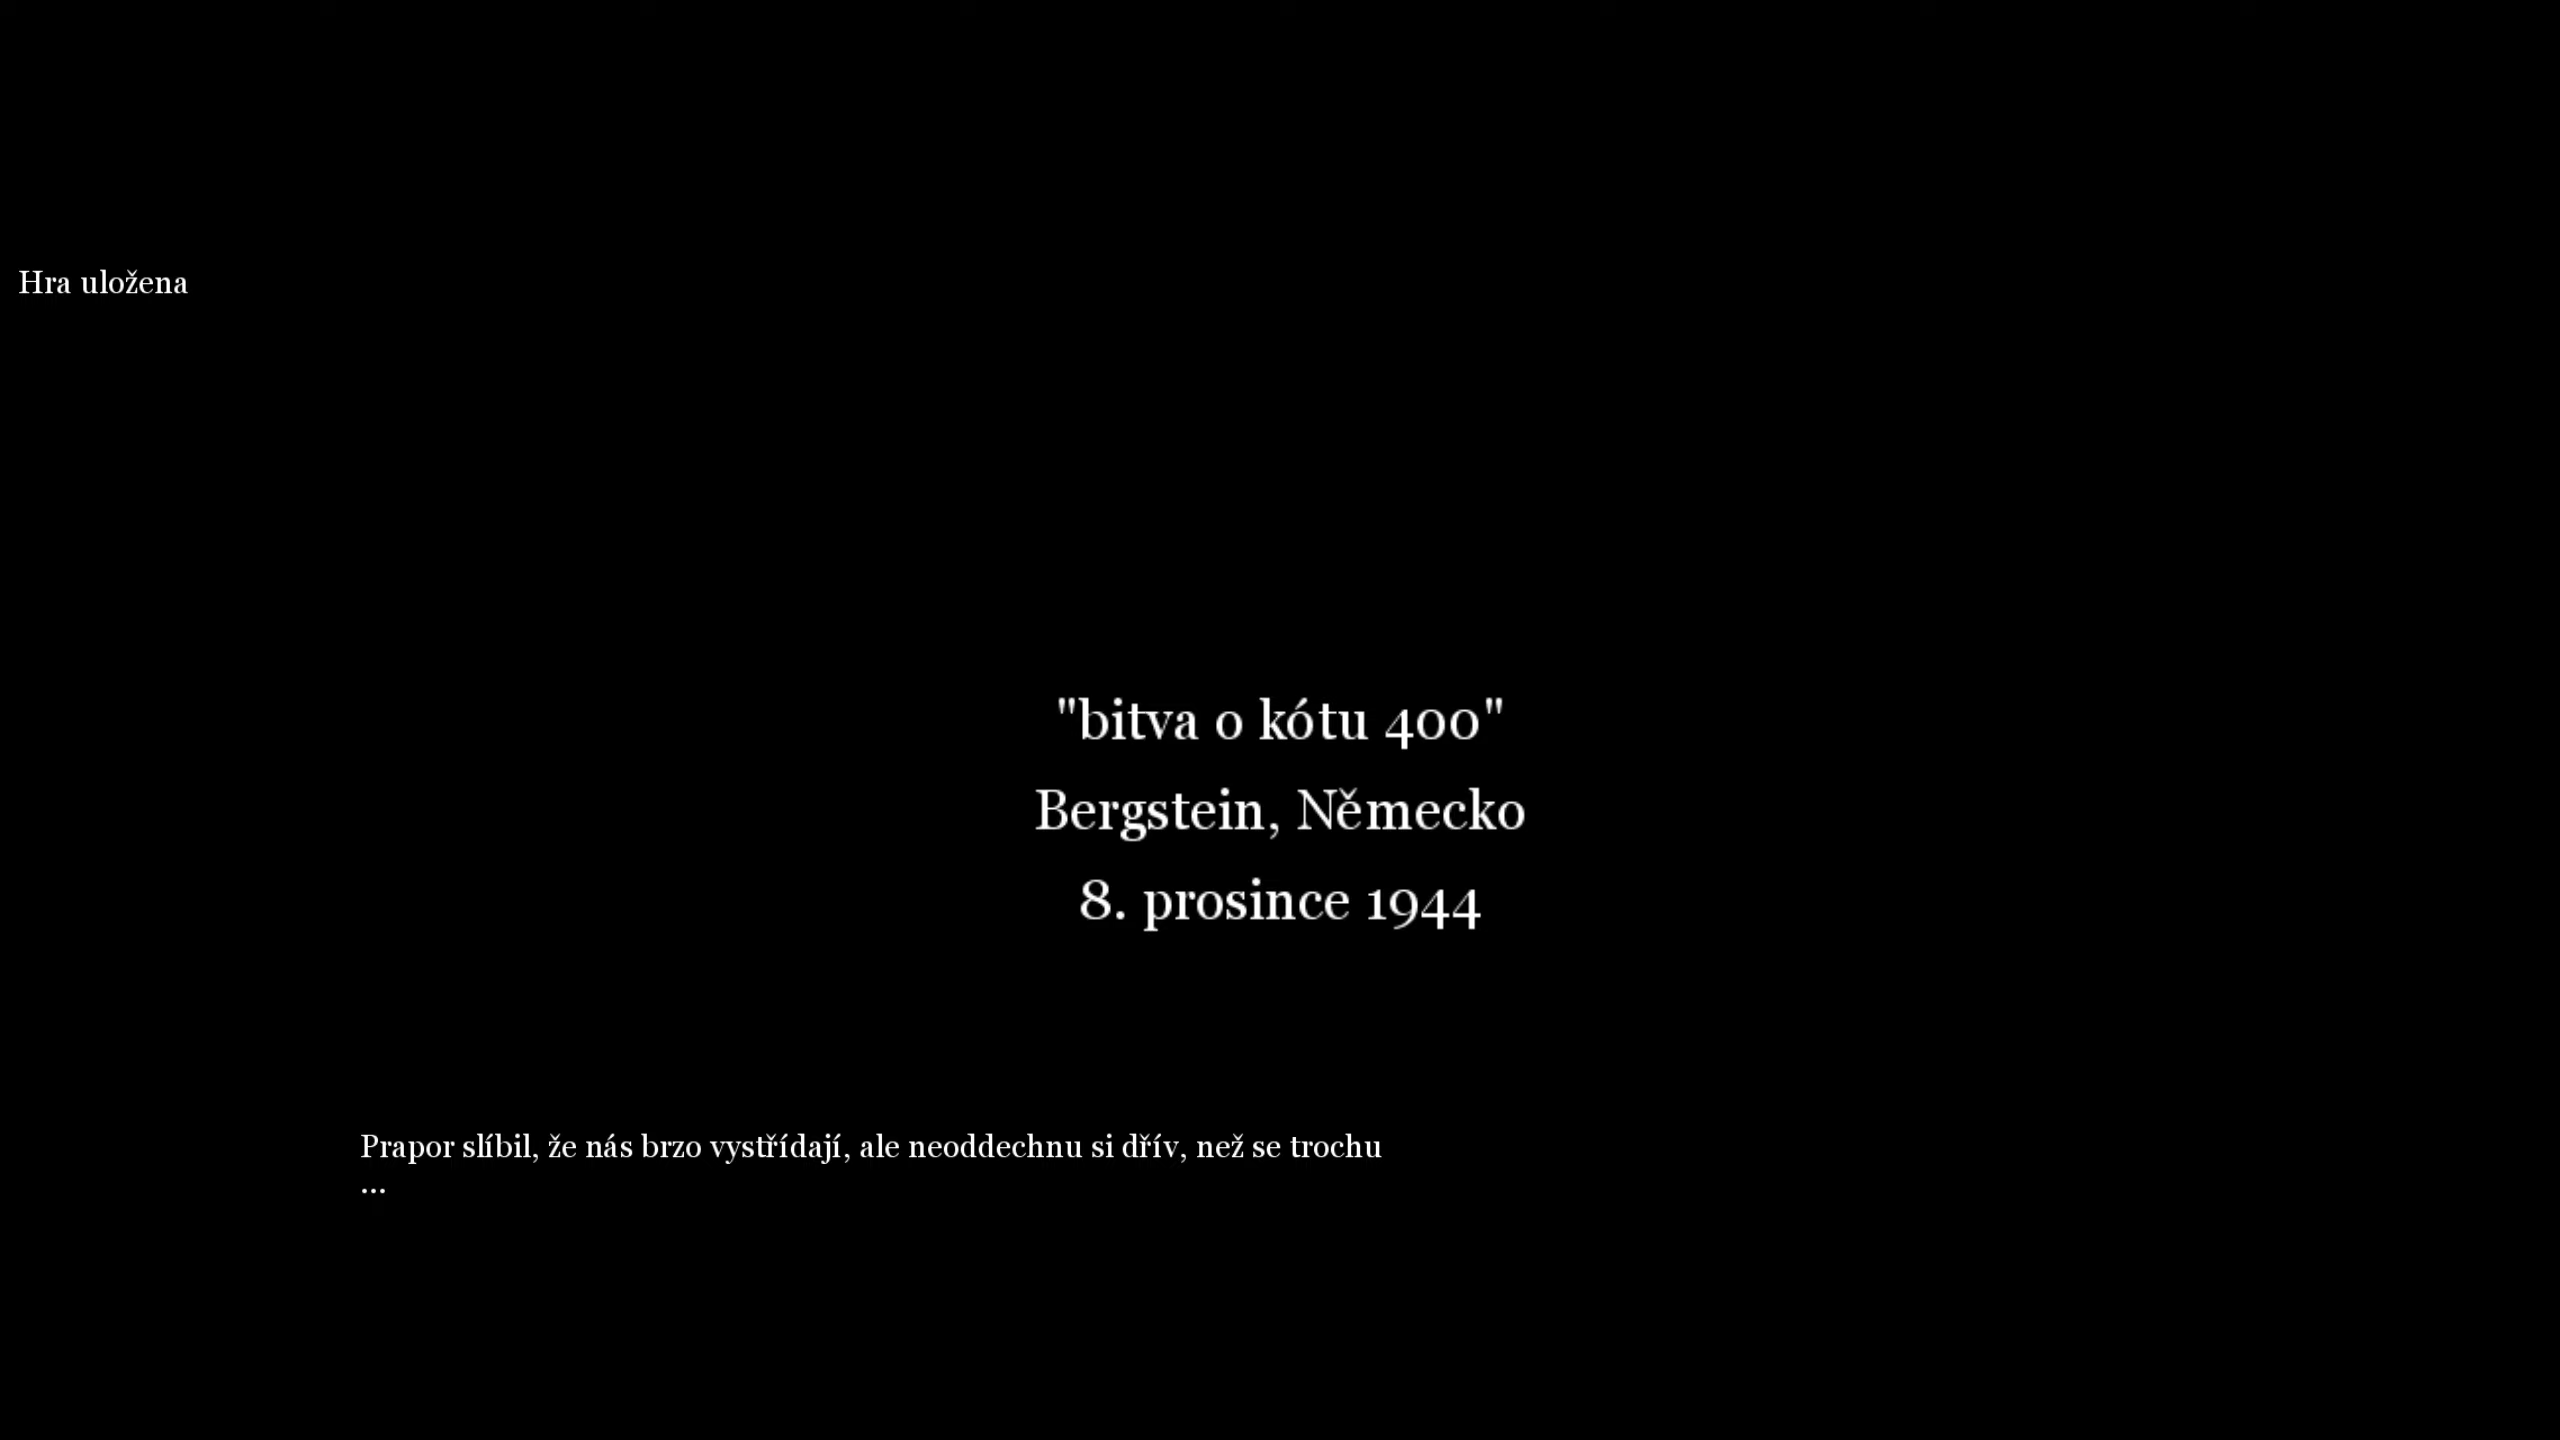 Hra uložena
"bitva o kótu 400"
Bergstein, Německo
8. prosince 1944
Prapor slíbil, že nás brzo vystřídají, ale neoddechnu si dřív, než se trochu
...